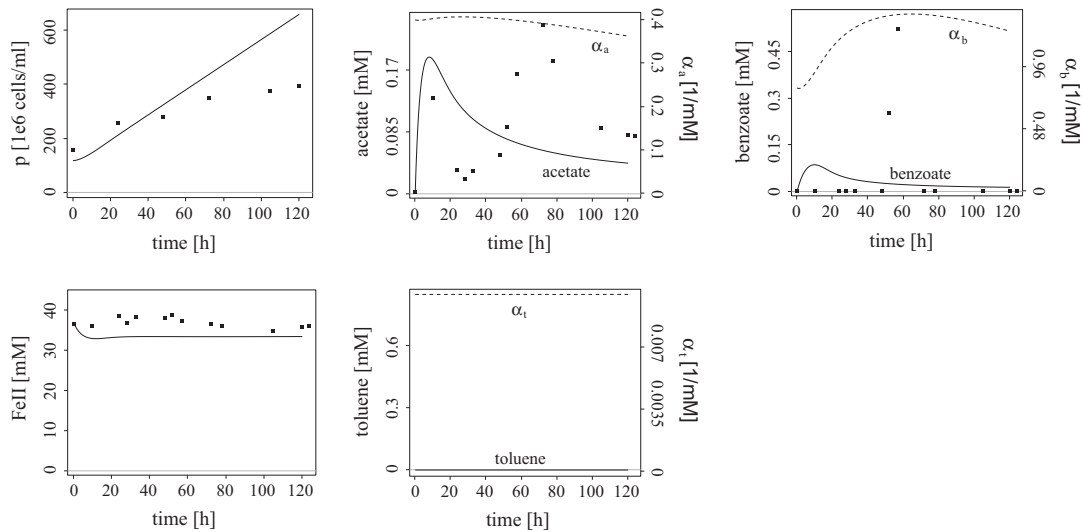 p [1e6 cells/ml]
600
400
200
0
0 20 40 60 80 100 120
time [h]
acetate [mM]
0.17
0.085
0
αa
acetate
0.4
0.3
0.2
0.1
0
αa [1/mM]
0 20 40 60 80 100 120
time [h]
benzoate [mM]
0.45
0.3
0.15
0
αb
benzoate
0.96
0.48
0
αb [1/mM]
0 20 40 60 80 100 120
time [h]
FeII [mM]
40
30
20
10
0
0 20 40 60 80 100 120
time [h]
toluene [mM]
0.6
0.3
0
αt
toluene
0.007
0.0035
0
αt [1/mM]
0 20 40 60 80 100 120
time [h]